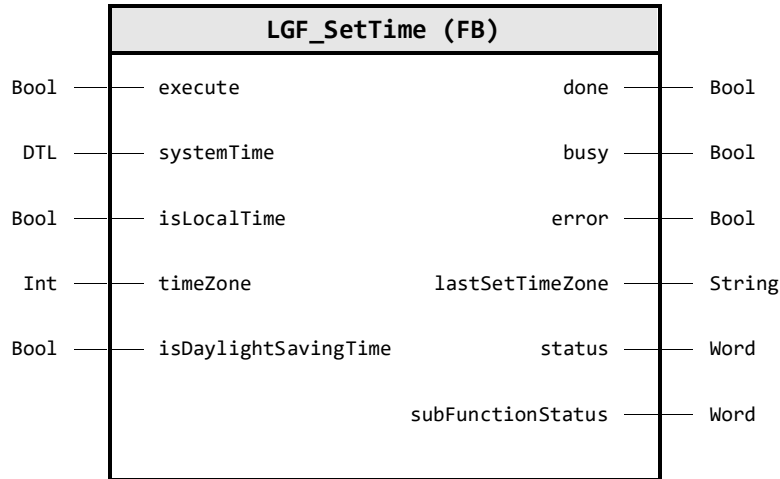 LGF_SetTime (FB)
Bool execute done Bool
DTL systemTime busy Bool
Bool isLocalTime error Bool
Int timeZone lastSetTimeZone String
Bool isDaylightSavingTime status Word
subFunctionStatus Word